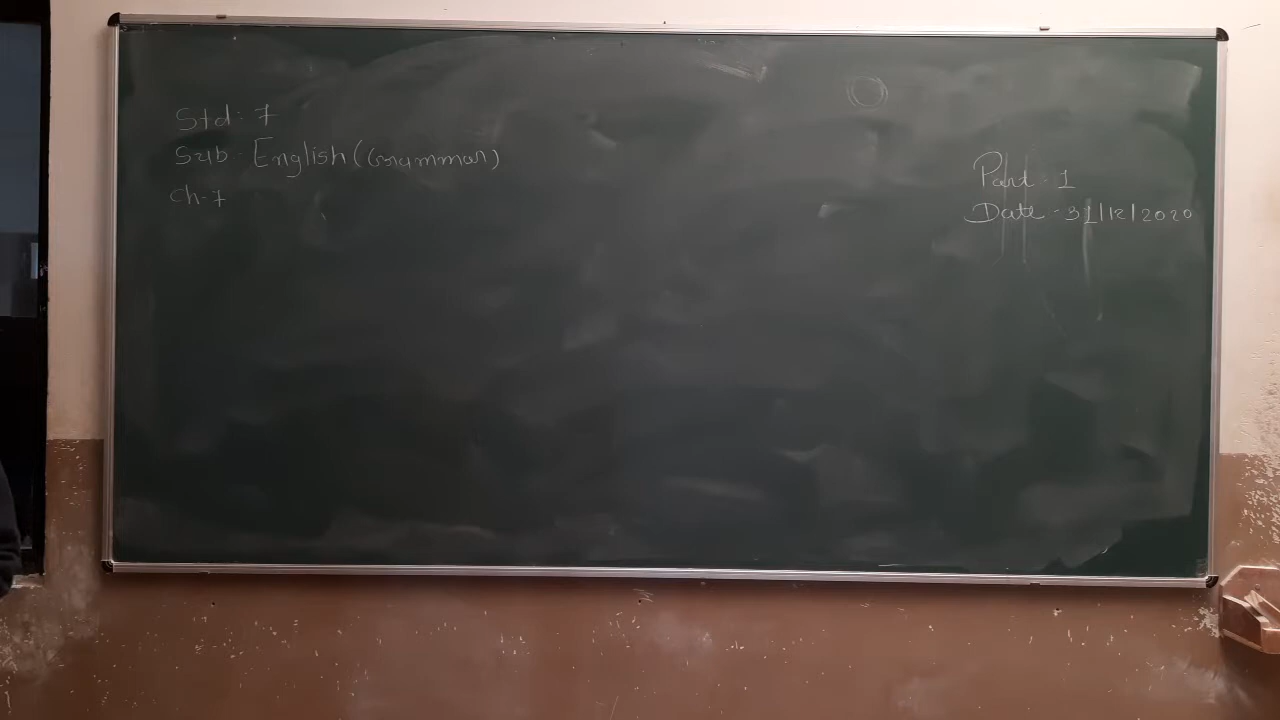 Std: 7
Sub - English (Grammar)
Ch-7
Part - 1
Date - 31/12/2020